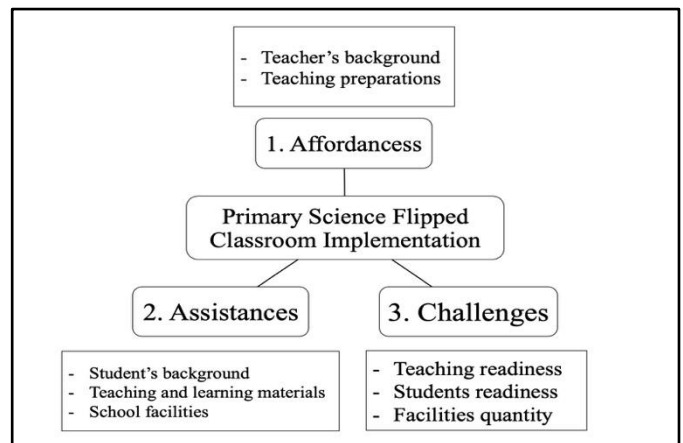 - Teacher's background
- Teaching preparations
1. Affordancess
Primary Science Flipped
Classroom Implementation
2. Assistances
- Student's background
- Teaching and learning materials
- School facilities
3. Challenges
- Teaching readiness
- Students readiness
- Facilities quantity